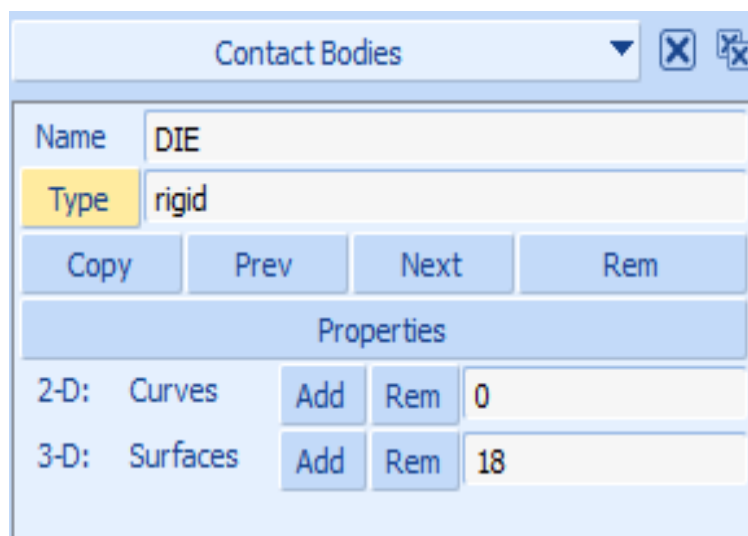 Contact Bodies
Name DIE
Type rigid
Copy Prev Next Rem
Properties
2-D: Curves Add Rem 0
3-D: Surfaces Add Rem 18